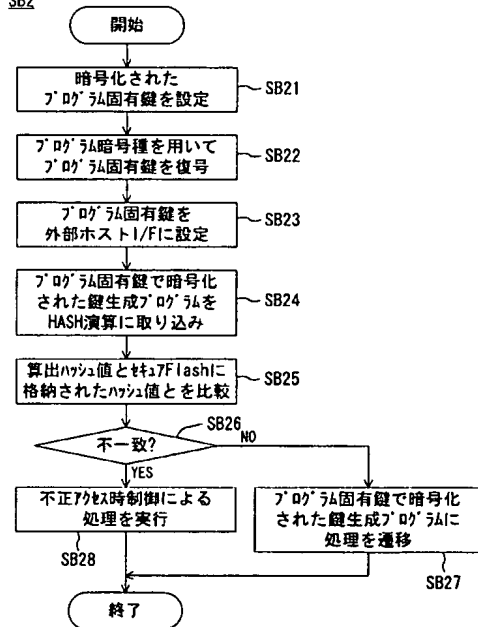 SB2
開始
暗号化された
プログラム固有鍵を設定
SB21
プログラム暗号種を用いて
プログラム固有鍵を復号
SB22
プログラム固有鍵を
外部ホストI/Fに設定
SB23
プログラム固有鍵で暗号化
された鍵生成プログラムを
HASH演算に取り込み
SB24
算出ハッシュ値とセキュアFlashに
格納されたハッシュ値とを比較
SB25
不一致?
SB26
NO
YES
不正アクセス時制御による
処理を実行
SB28
プログラム固有鍵で暗号化
された鍵生成プログラムに
処理を遷移
SB27
終了